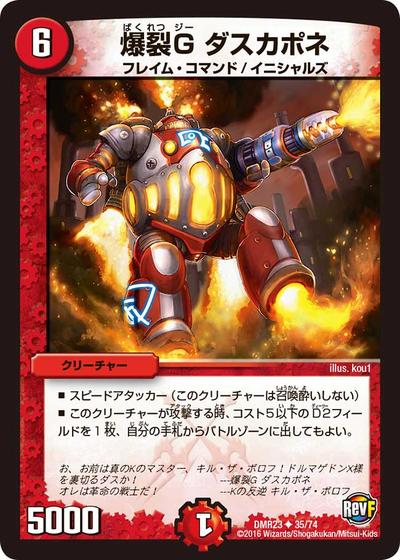 6
ばくれつ ジー
爆裂G ダスカポネ
フレイム・コマンド / イニシャルズ
クリーチャー
illus. kou1
■ スピードアタッカー (このクリーチャーは召喚酔いしない)
■ このクリーチャーが攻撃する時、コスト5以下のD2フィー
ルドを1枚、自分の手札からバトルゾーンに出してもよい。
お、お前は真のKのマスター、キル・ザ・ボロフ!ドルマゲドンX様
を裏切るダスか! ---爆裂G ダスカポネ
オレは革命の戦士だ! ---Kの反逆 キル・ザ・ボロフ
5000
1
DMR23 ◆ 35/74
©2016 Wizards/Shogakukan/Mitsui-Kids
RevF